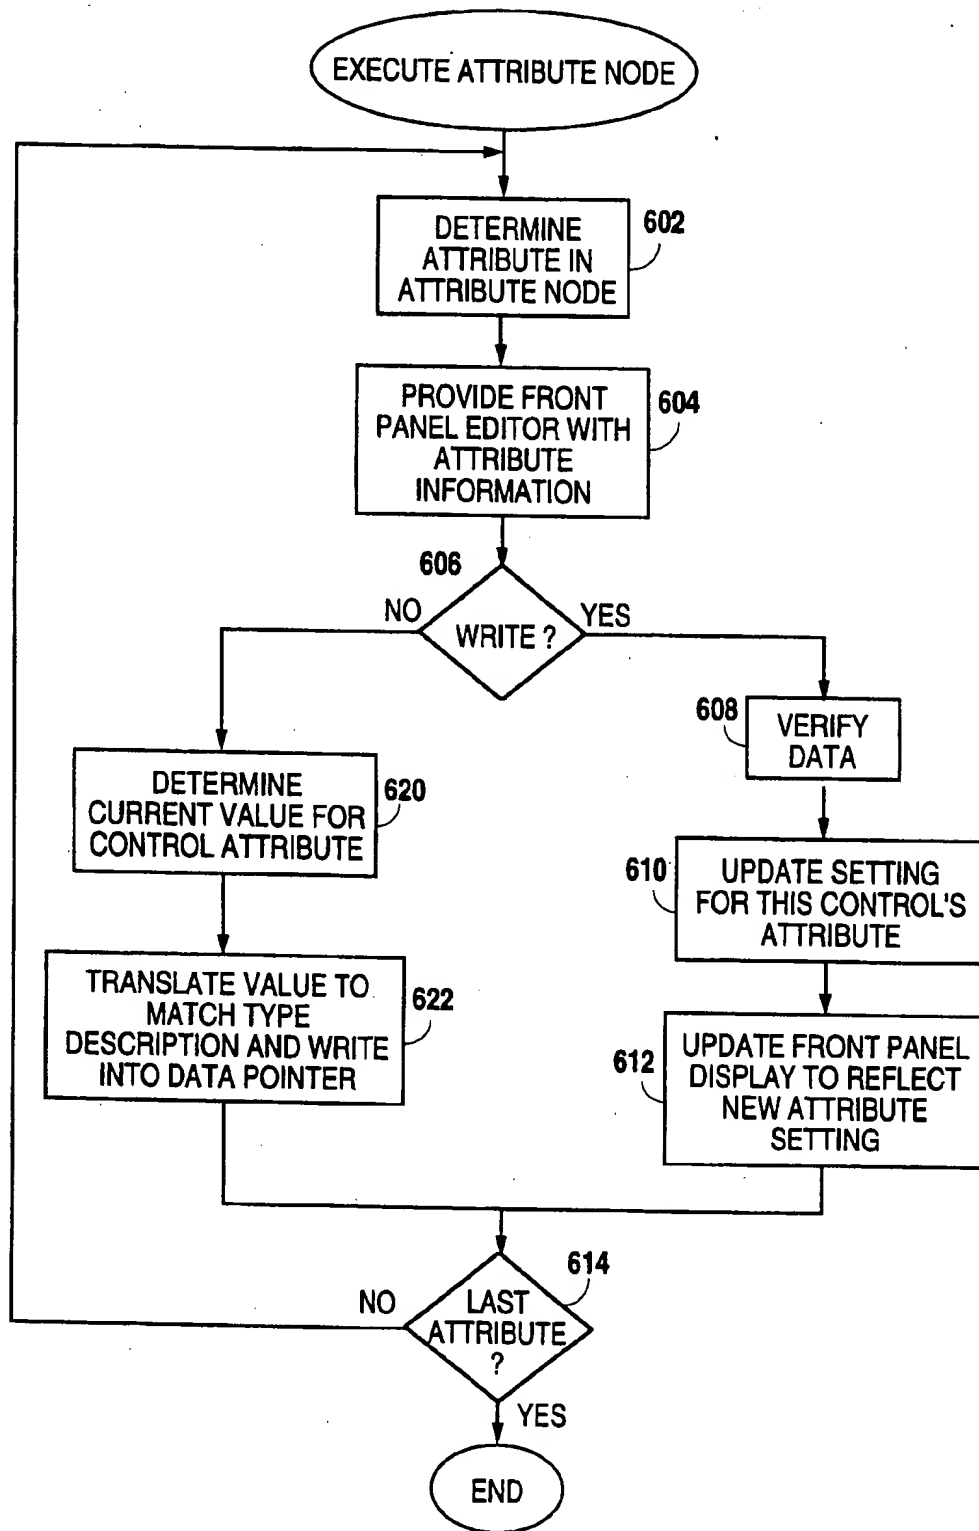 EXECUTE ATTRIBUTE NODE
DETERMINE
ATTRIBUTE IN
ATTRIBUTE NODE
602
PROVIDE FRONT
PANEL EDITOR WITH
ATTRIBUTE
INFORMATION
604
606
NO
WRITE ?
YES
608
VERIFY
DATA
DETERMINE
CURRENT VALUE FOR
CONTROL ATTRIBUTE
620
610
UPDATE SETTING
FOR THIS CONTROL'S
ATTRIBUTE
TRANSLATE VALUE TO
MATCH TYPE
DESCRIPTION AND WRITE
INTO DATA POINTER
622
612
UPDATE FRONT PANEL
DISPLAY TO REFLECT
NEW ATTRIBUTE
SETTING
614
NO
LAST
ATTRIBUTE
?
YES
END